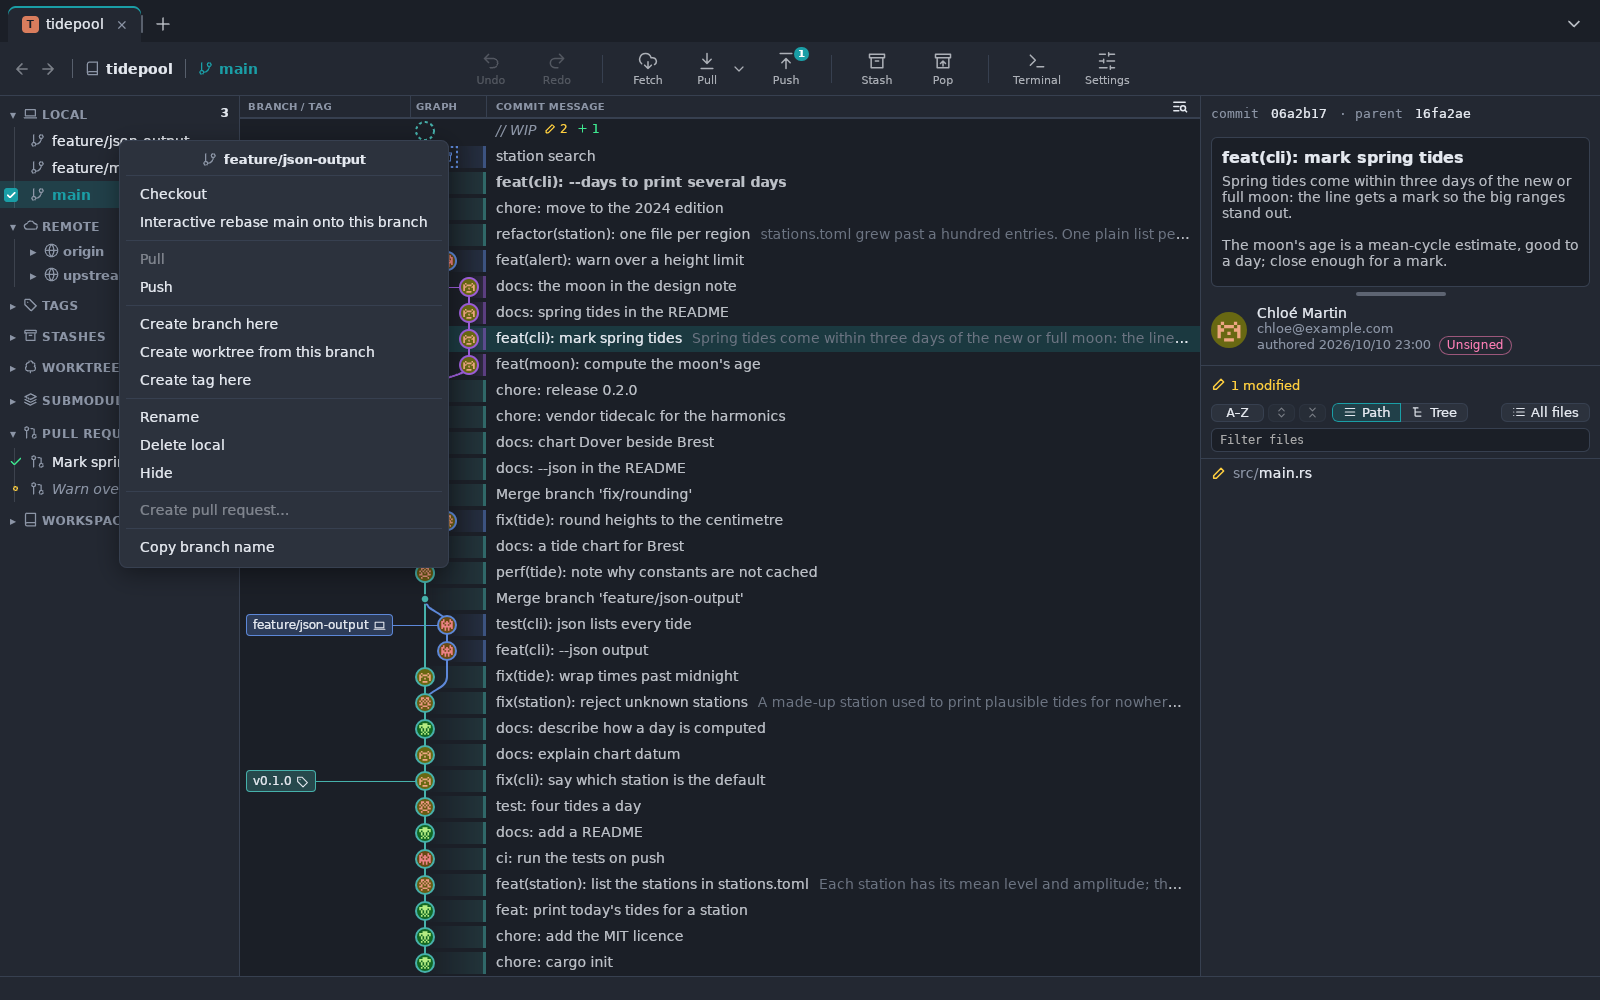 T tidepool
tidepool main
Undo Redo Fetch Pull Push 1 Stash Pop Terminal Settings
LOCAL 3
feature/json-output
feature/m
main
REMOTE
origin
upstrea
TAGS
STASHES
WORKTREE
SUBMODUL
PULL REQU
Mark spri
Warn ove
WORKSPAC
feature/json-output
Checkout
Interactive rebase main onto this branch
Pull
Push
Create branch here
Create worktree from this branch
Create tag here
Rename
Delete local
Hide
Create pull request...
Copy branch name
BRANCH / TAG GRAPH COMMIT MESSAGE
// WIP 2 + 1
station search
feat(cli): --days to print several days
chore: move to the 2024 edition
refactor(station): one file per region stations.toml grew past a hundred entries. One plain list pe...
feat(alert): warn over a height limit
docs: the moon in the design note
docs: spring tides in the README
feat(cli): mark spring tides Spring tides come within three days of the new or full moon: the line...
feat(moon): compute the moon's age
chore: release 0.2.0
chore: vendor tidecalc for the harmonics
docs: chart Dover beside Brest
docs: --json in the README
Merge branch 'fix/rounding'
fix(tide): round heights to the centimetre
docs: a tide chart for Brest
perf(tide): note why constants are not cached
Merge branch 'feature/json-output'
feature/json-output test(cli): json lists every tide
feat(cli): --json output
fix(tide): wrap times past midnight
fix(station): reject unknown stations A made-up station used to print plausible tides for nowher...
docs: describe how a day is computed
docs: explain chart datum
v0.1.0 fix(cli): say which station is the default
test: four tides a day
docs: add a README
ci: run the tests on push
feat(station): list the stations in stations.toml Each station has its mean level and amplitude; th...
feat: print today's tides for a station
chore: add the MIT licence
chore: cargo init
commit 06a2b17 · parent 16fa2ae
feat(cli): mark spring tides
Spring tides come within three days of the new or
full moon: the line gets a mark so the big ranges
stand out.
The moon's age is a mean-cycle estimate, good to
a day; close enough for a mark.
Chloé Martin
chloe@example.com
authored 2026/10/10 23:00 Unsigned
1 modified
A-Z Path Tree All files
Filter files
src/main.rs